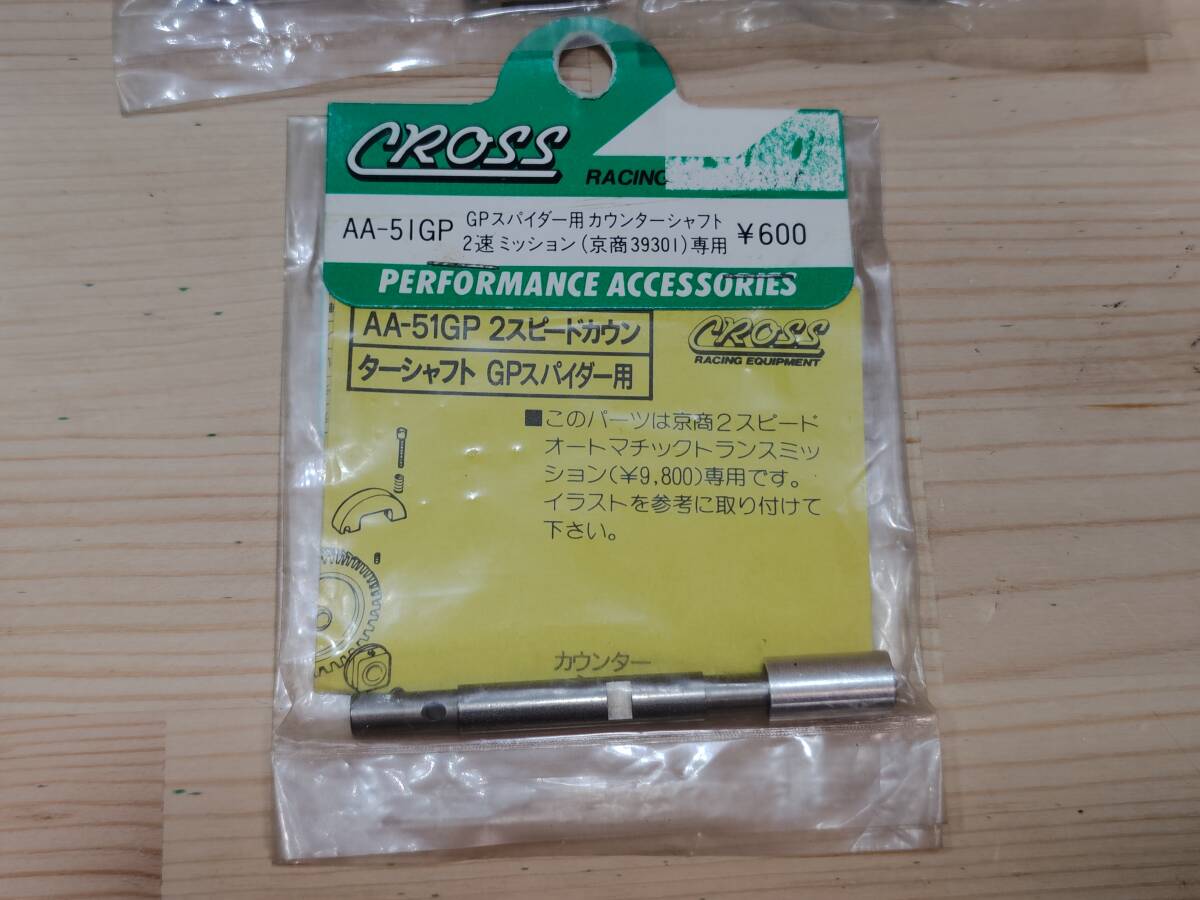 CROSS
RACING
AA-51GP GPスパイダー用カウンターシャフト
2速ミッション(京商39301)専用 ¥600
PERFORMANCE ACCESSORIES
AA-51GP 2スピードカウン
ターシャフト GPスパイダー用
CROSS
RACING EQUIPMENT
■このパーツは京商2スピード
オートマチックトランスミッ
ション(¥9,800)専用です。
イラストを参考に取り付けて
下さい。
カウンター